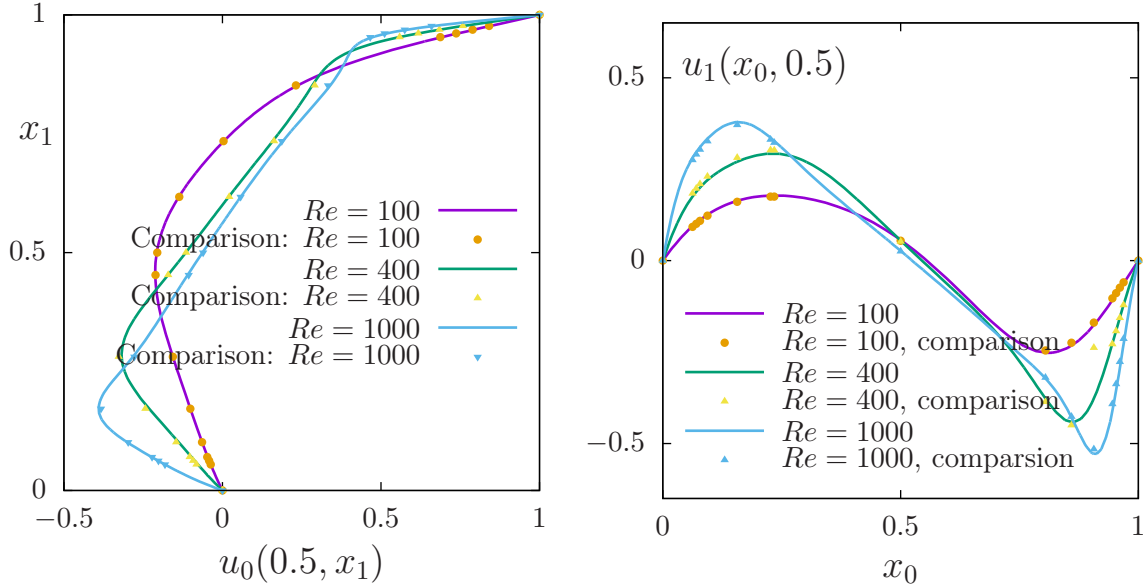 1
x₁
0.5
0
Re = 100
Comparison: Re = 100
Re = 400
Comparison: Re = 400
Re = 1000
Comparison: Re = 1000
−0.5
0
0.5
1
u₀(0.5, x₁)
u₁(x₀, 0.5)
0.5
0
−0.5
Re = 100
Re = 100, comparison
Re = 400
Re = 400, comparison
Re = 1000
Re = 1000, comparsion
0
0.5
1
x₀